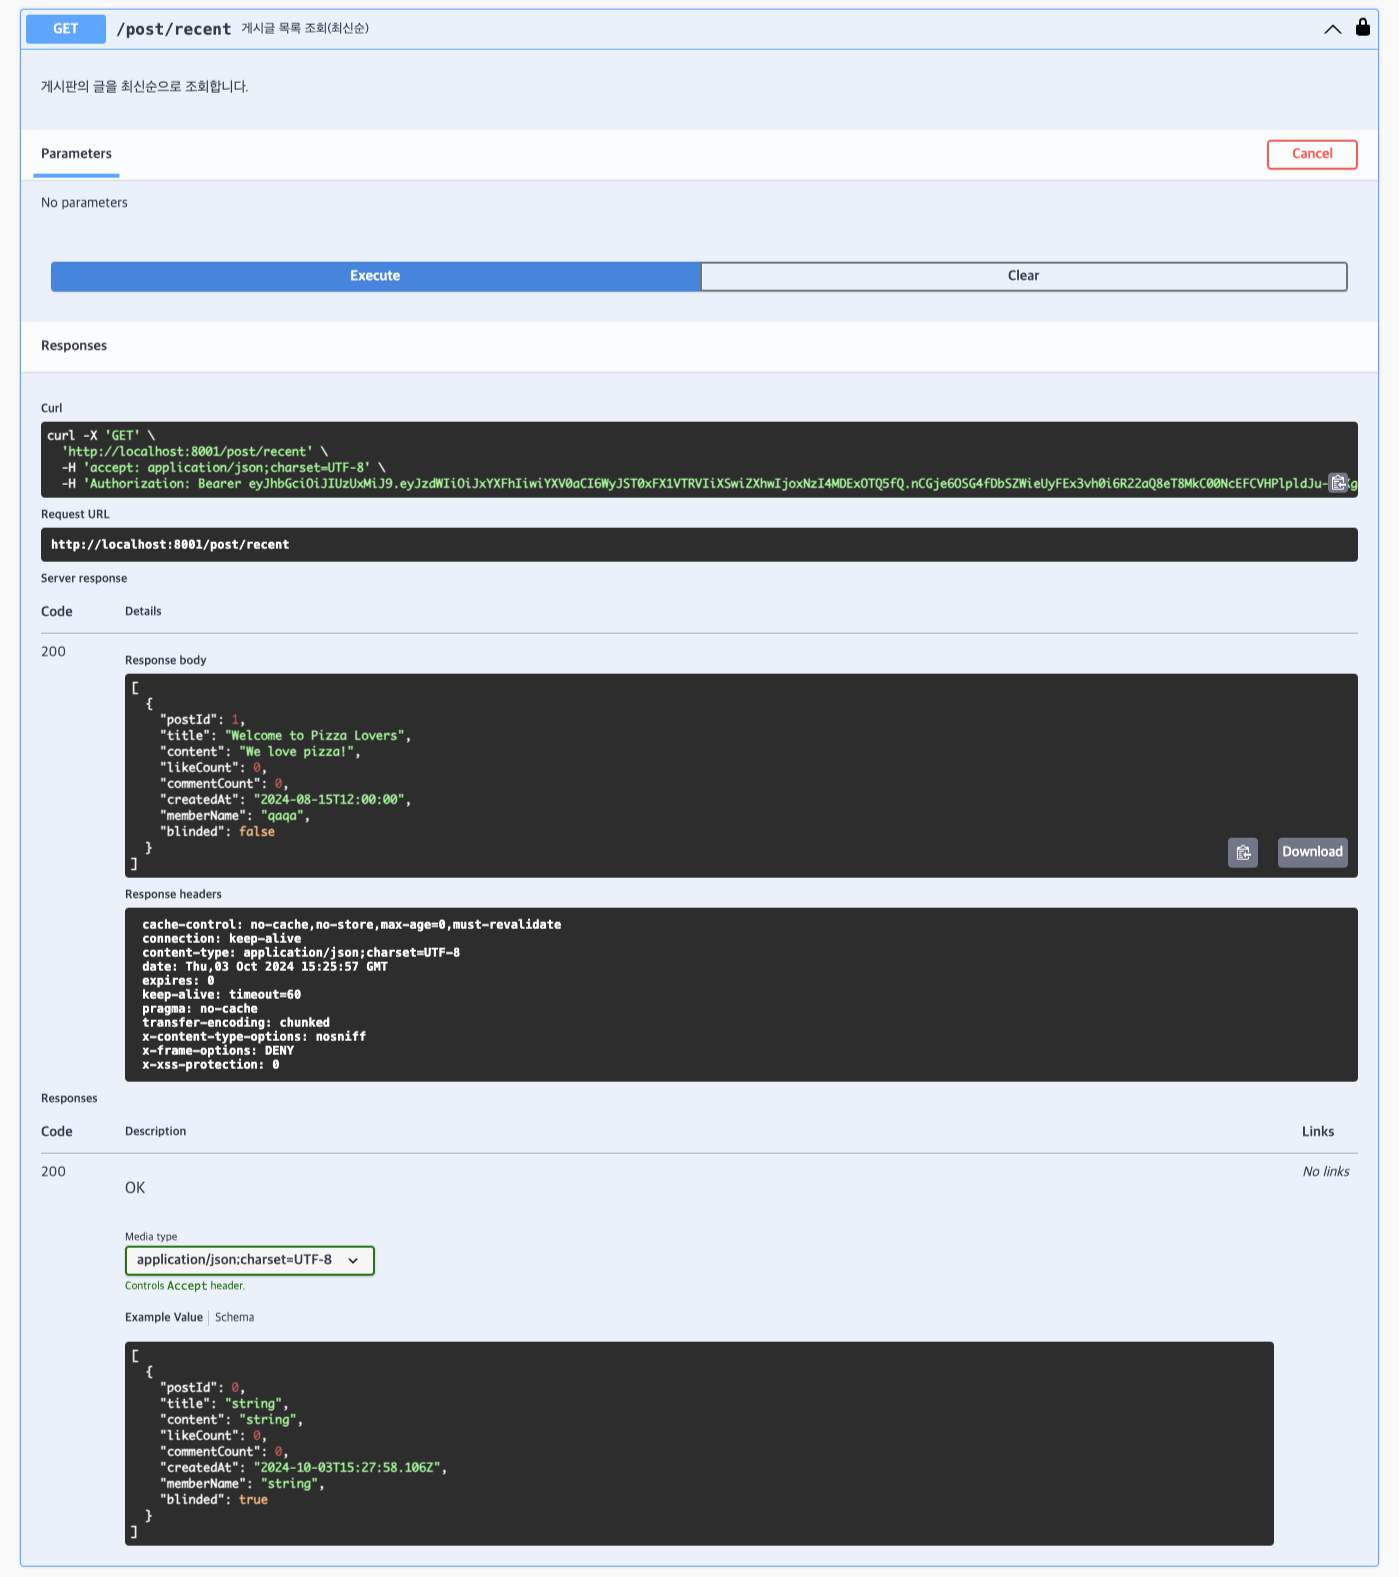 GET /post/recent 게시글 목록 조회(최신순)
게시판의 글을 최신순으로 조회합니다.
Parameters
Cancel
No parameters
Execute
Clear
Responses
Curl
curl -X 'GET' \
'http://localhost:8001/post/recent' \
-H 'accept: application/json;charset=UTF-8' \
-H 'Authorization: Bearer
Request URL
http://localhost:8001/post/recent
Server response
Code Details
200
Response body
[
{
"postId": 1,
"title": "Welcome to Pizza Lovers",
"content": "We love pizza!",
"likeCount": 0,
"commentCount": 0,
"createdAt": "2024-08-15T12:00:00",
"memberName": "qaqa",
"blinded": false
}
]
Download
Response headers
cache-control: no-cache,no-store,max-age=0,must-revalidate
connection: keep-alive
content-type: application/json;charset=UTF-8
date: Thu,03 Oct 2024 15:25:57 GMT
expires: 0
keep-alive: timeout=60
pragma: no-cache
transfer-encoding: chunked
x-content-type-options: nosniff
x-frame-options: DENY
x-xss-protection: 0
Responses
Code Description Links
200 No links
OK
Media type
application/json;charset=UTF-8
Controls Accept header.
Example Value Schema
[
{
"postId": 0,
"title": "string",
"content": "string",
"likeCount": 0,
"commentCount": 0,
"createdAt": "2024-10-03T15:27:58.106Z",
"memberName": "string",
"blinded": true
}
]